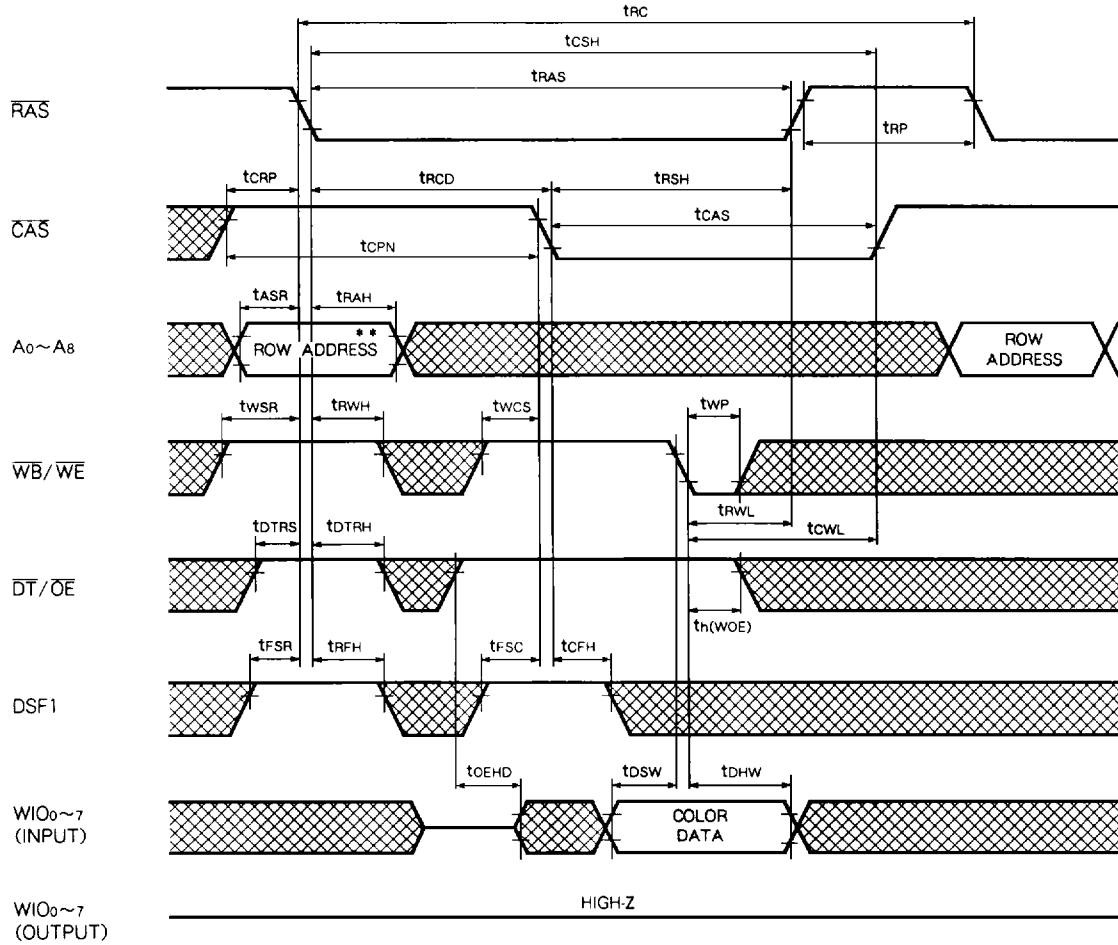 tRC
tCSH
tRAS
RAS
tRP
tCRP
tRCD
tRSH
CAS
tCAS
tCPN
tASR
tRAH
A0~A8
ROW ADDRESS**
ROW
ADDRESS
tWSR
tRWH
tWCS
tWP
WB/WE
tRWL
tCWL
tDTRS
tDTRH
DT/OE
th(WOE)
tFSR
tRFH
tFSC
tCFH
DSF1
tOEHD
tDSW
tDHW
WIO0~7
(INPUT)
COLOR
DATA
HIGH-Z
WIO0~7
(OUTPUT)